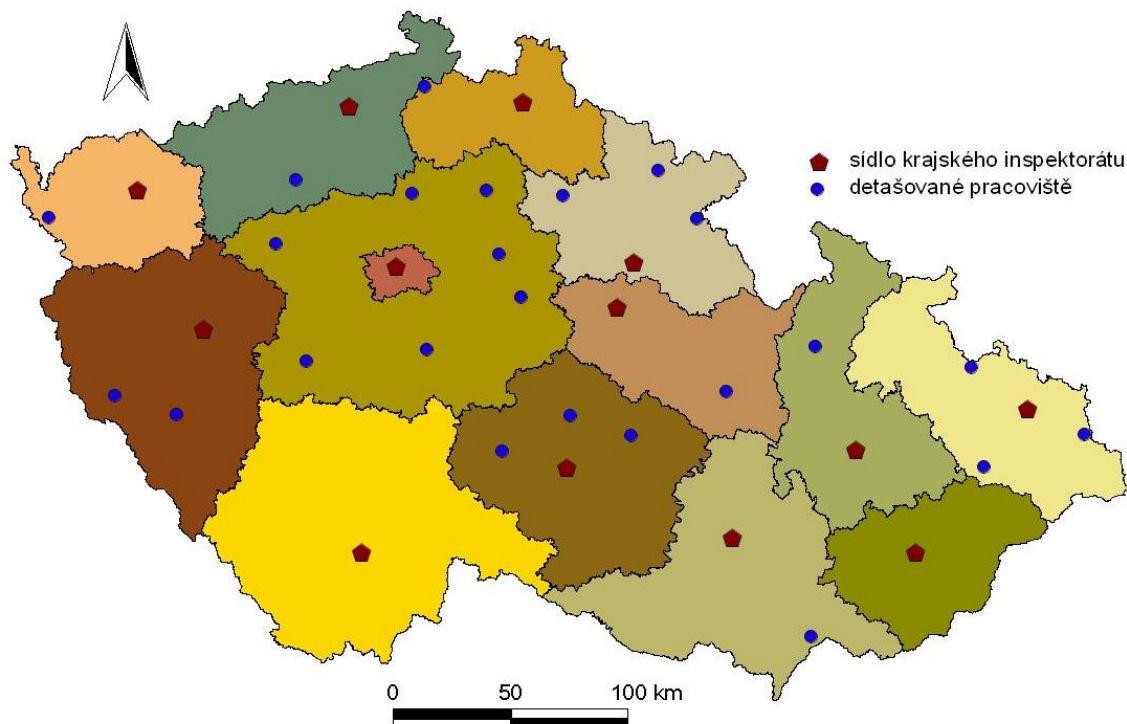 sídlo krajského inspektorátu
detašované pracoviště
0 50 100 km